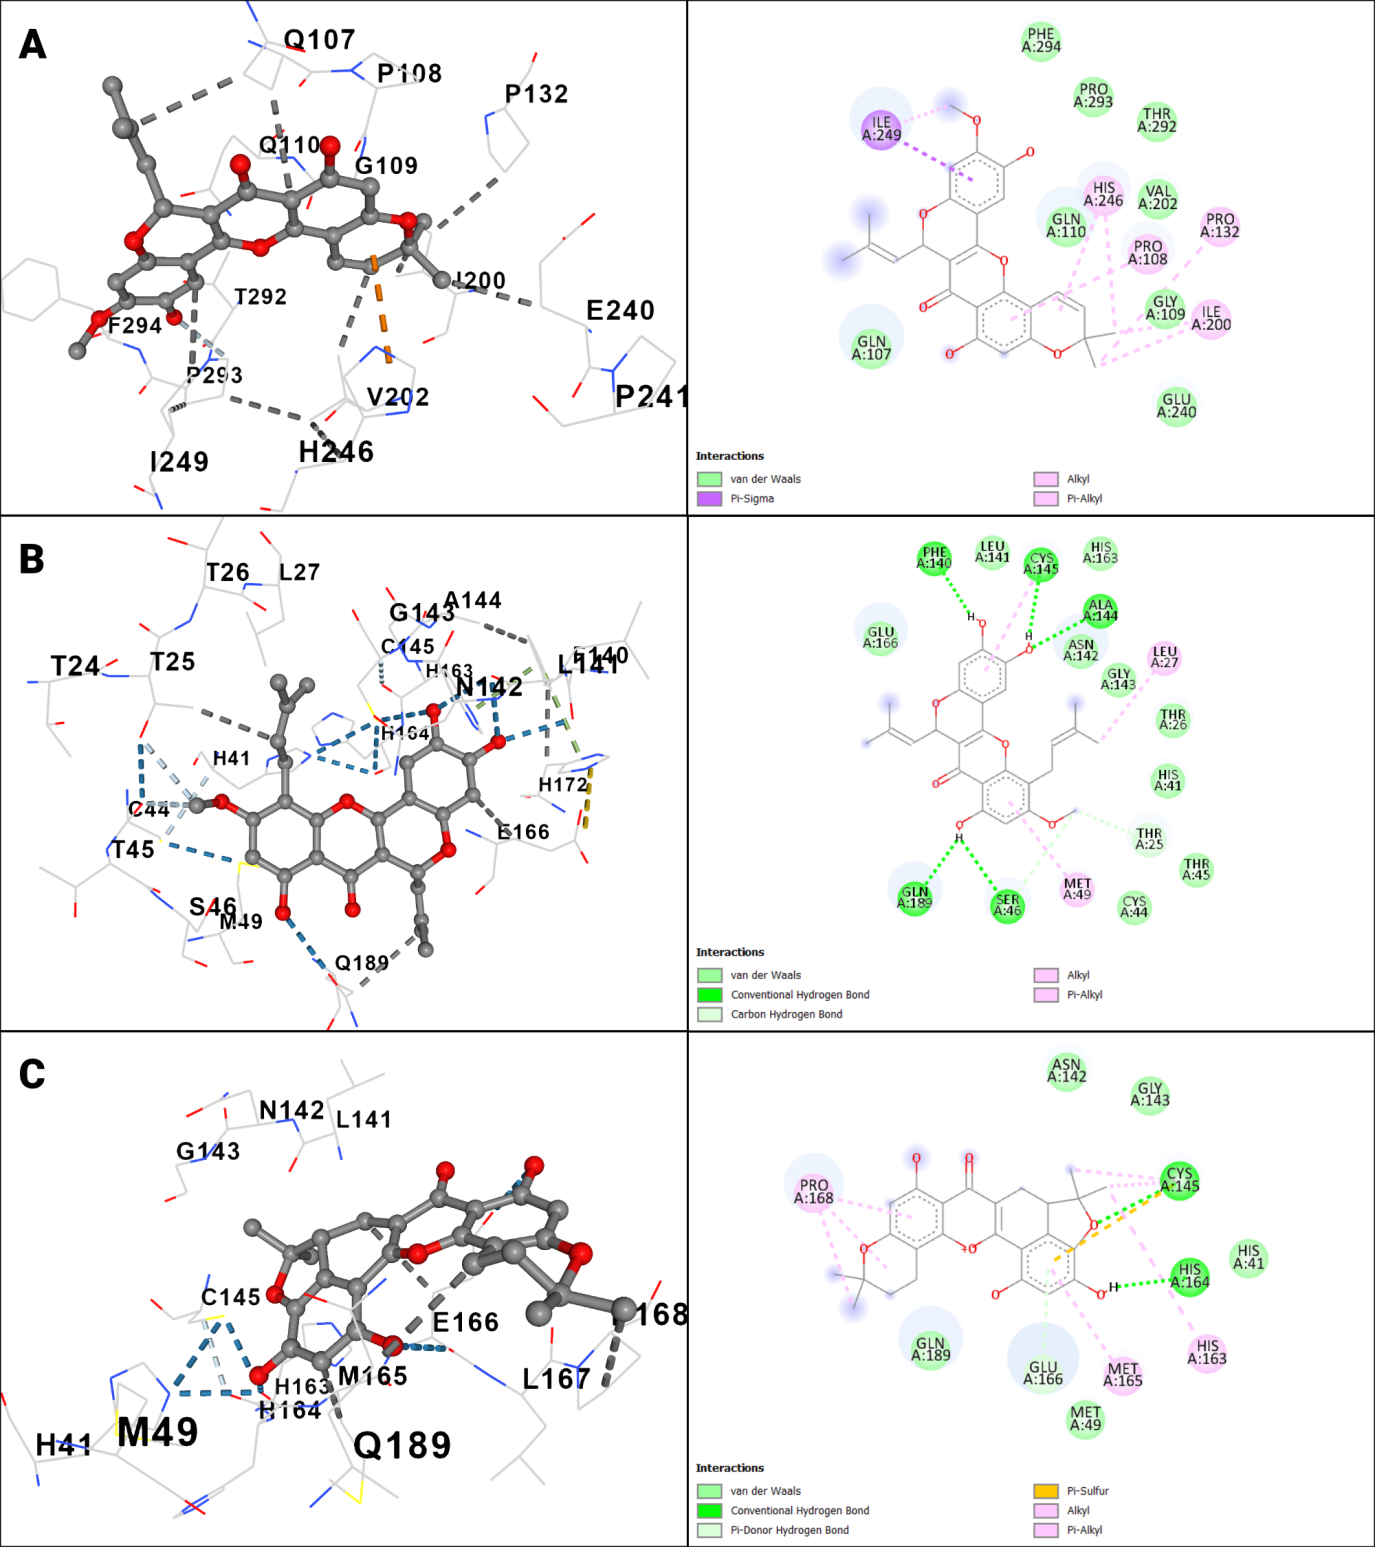 A
Q107
P108
P132
Q110
G109
I200
T292
E240
F294
P293
V202
P241
H246
I249
PHE
A:294
PRO
A:293
THR
A:292
ILE
A:249
O
O
HIS
A:246
VAL
A:202
GLN
A:110
PRO
A:132
PRO
A:108
O
O
O
GLY
A:109
ILE
A:200
GLN
A:107
O
O
GLU
A:240
Interactions
van der Waals
Pi-Sigma
Alkyl
Pi-Alkyl
B
T26
L27
A144
G143
C145
H163
L141
T24
T25
N142
H164
H41
H172
C44
T45
E166
S46
M49
Q189
PHE
A:140
LEU
A:141
CYS
A:145
HIS
A:163
ALA
A:144
H
O
H
O
GLU
A:166
ASN
A:142
LEU
A:27
GLY
A:143
O
THR
A:26
O
O
HIS
A:41
O
H
O
THR
A:25
THR
A:45
GLN
A:189
SER
A:46
MET
A:49
CYS
A:44
Interactions
van der Waals
Conventional Hydrogen Bond
Carbon Hydrogen Bond
Alkyl
Pi-Alkyl
C
N142
L141
G143
C145
E166
168
M165
L167
H163
H164
M49
H41
Q189
ASN
A:142
GLY
A:143
O
O
CYS
A:145
PRO
A:168
O
O
+O
HIS
A:41
HIS
A:164
O
O
H
GLN
A:189
GLU
A:166
MET
A:165
HIS
A:163
MET
A:49
Interactions
van der Waals
Conventional Hydrogen Bond
Pi-Donor Hydrogen Bond
Pi-Sulfur
Alkyl
Pi-Alkyl